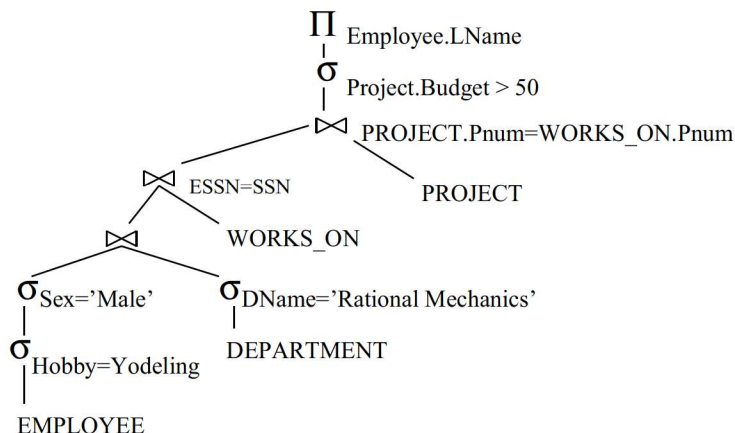 Π Employee.LName
σ Project.Budget > 50
⋈ PROJECT.Pnum=WORKS_ON.Pnum
⋈ ESSN=SSN
PROJECT
⋈ WORKS_ON
σ Sex=’Male’ σ DName=’Rational Mechanics’
σ Hobby=Yodeling DEPARTMENT
EMPLOYEE